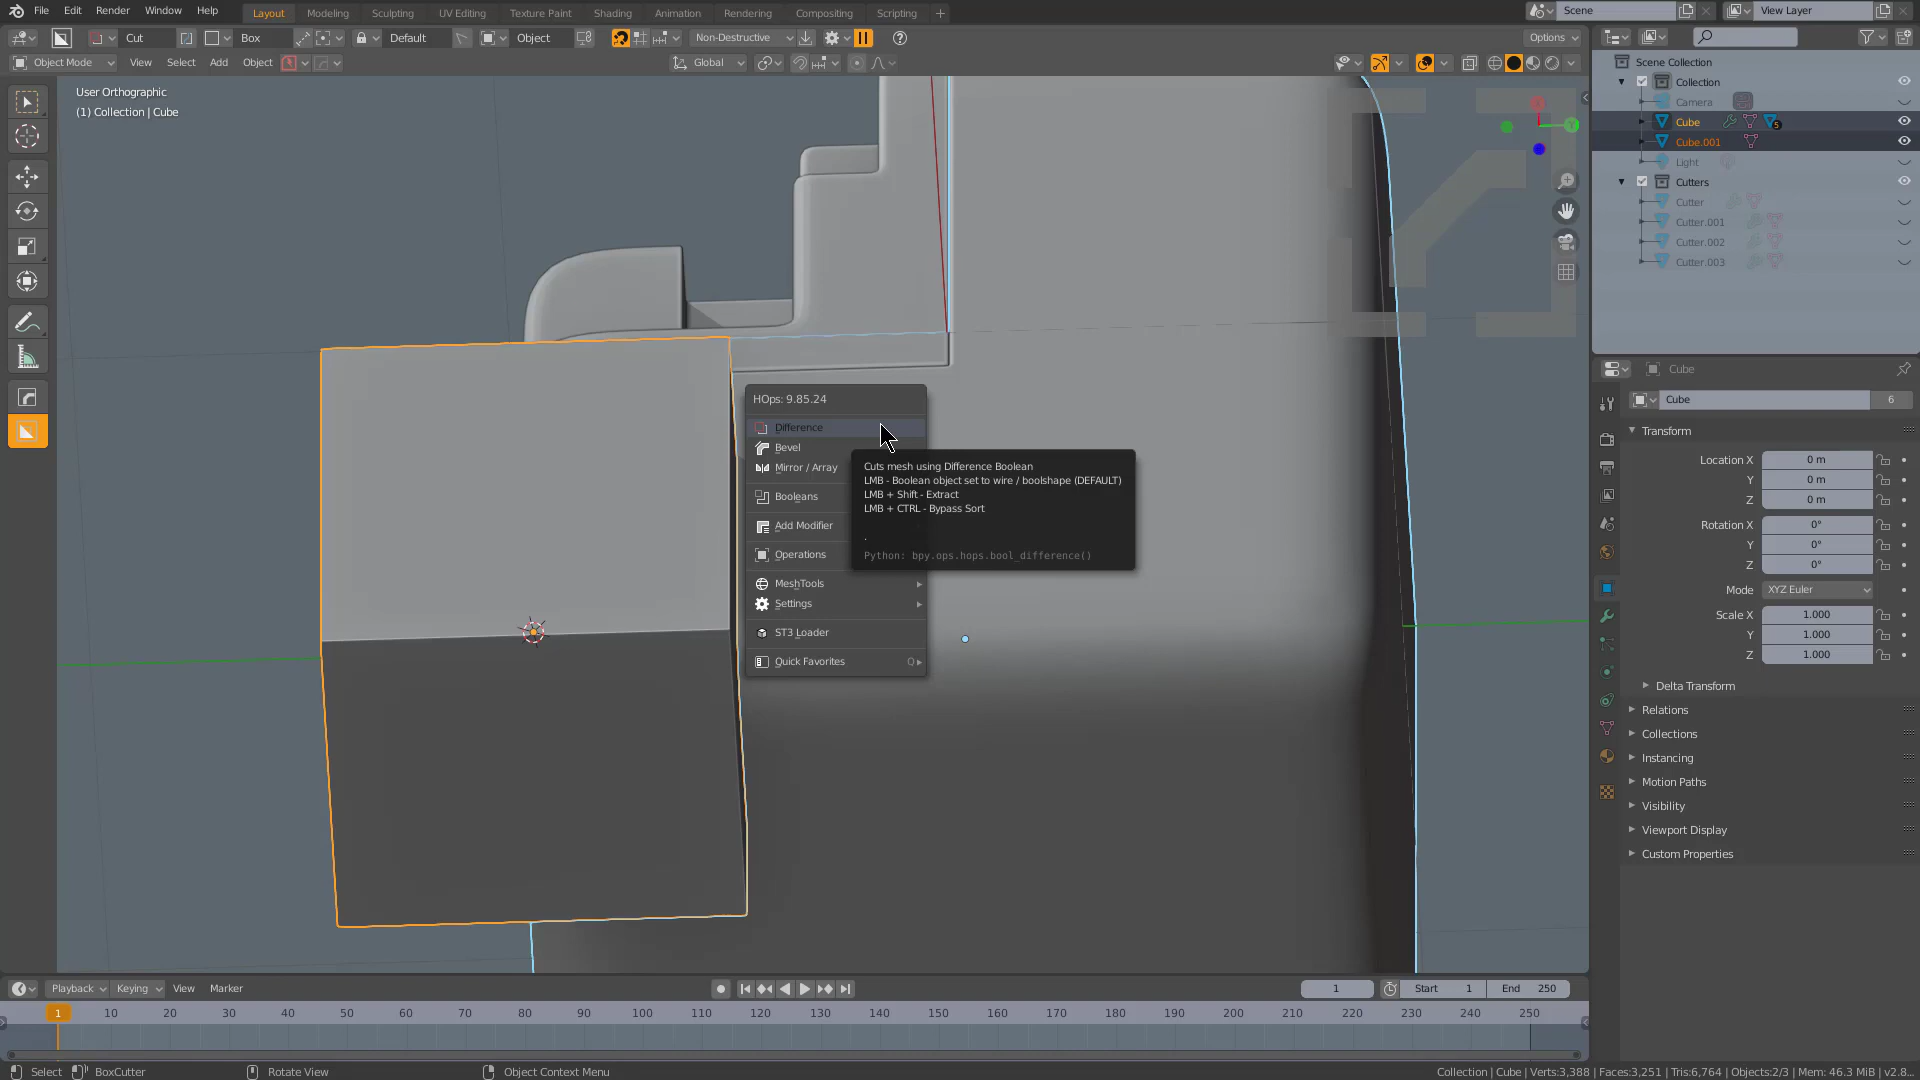 File Edit Render Window Help
Layout Modeling Sculpting UV Editing Texture Paint Shading Animation Rendering Compositing Scripting +
Scene
View Layer
Cut Box Default Object Non-Destructive Options
Object Mode View Select Add Object Global
User Orthographic
(1) Collection | Cube
HOps: 9.85.24
Difference
Bevel
Mirror / Array
Booleans
Add Modifier
Operations
MeshTools
Settings
ST3 Loader
Quick Favorites Q
Cuts mesh using Difference Boolean
LMB - Boolean object set to wire / boolshape (DEFAULT)
LMB + Shift - Extract
LMB + CTRL - Bypass Sort
.
Python: bpy.ops.hops.bool_difference()
Scene Collection
Collection
Camera
Cube 5
Cube.001
Light
Cutters
Cutter
Cutter.001
Cutter.002
Cutter.003
Cube
Cube 6
Transform
Location X 0 m
Y 0 m
Z 0 m
Rotation X 0°
Y 0°
Z 0°
Mode XYZ Euler
Scale X 1.000
Y 1.000
Z 1.000
Delta Transform
Relations
Collections
Instancing
Motion Paths
Visibility
Viewport Display
Custom Properties
Playback Keying View Marker 1 Start 1 End 250
1 10 20 30 40 50 60 70 80 90 100 110 120 130 140 150 160 170 180 190 200 210 220 230 240 250
Select BoxCutter Rotate View Object Context Menu
Collection | Cube | Verts:3,388 | Faces:3,251 | Tris:6,764 | Objects:2/3 | Mem: 46.3 MiB | v2.8...